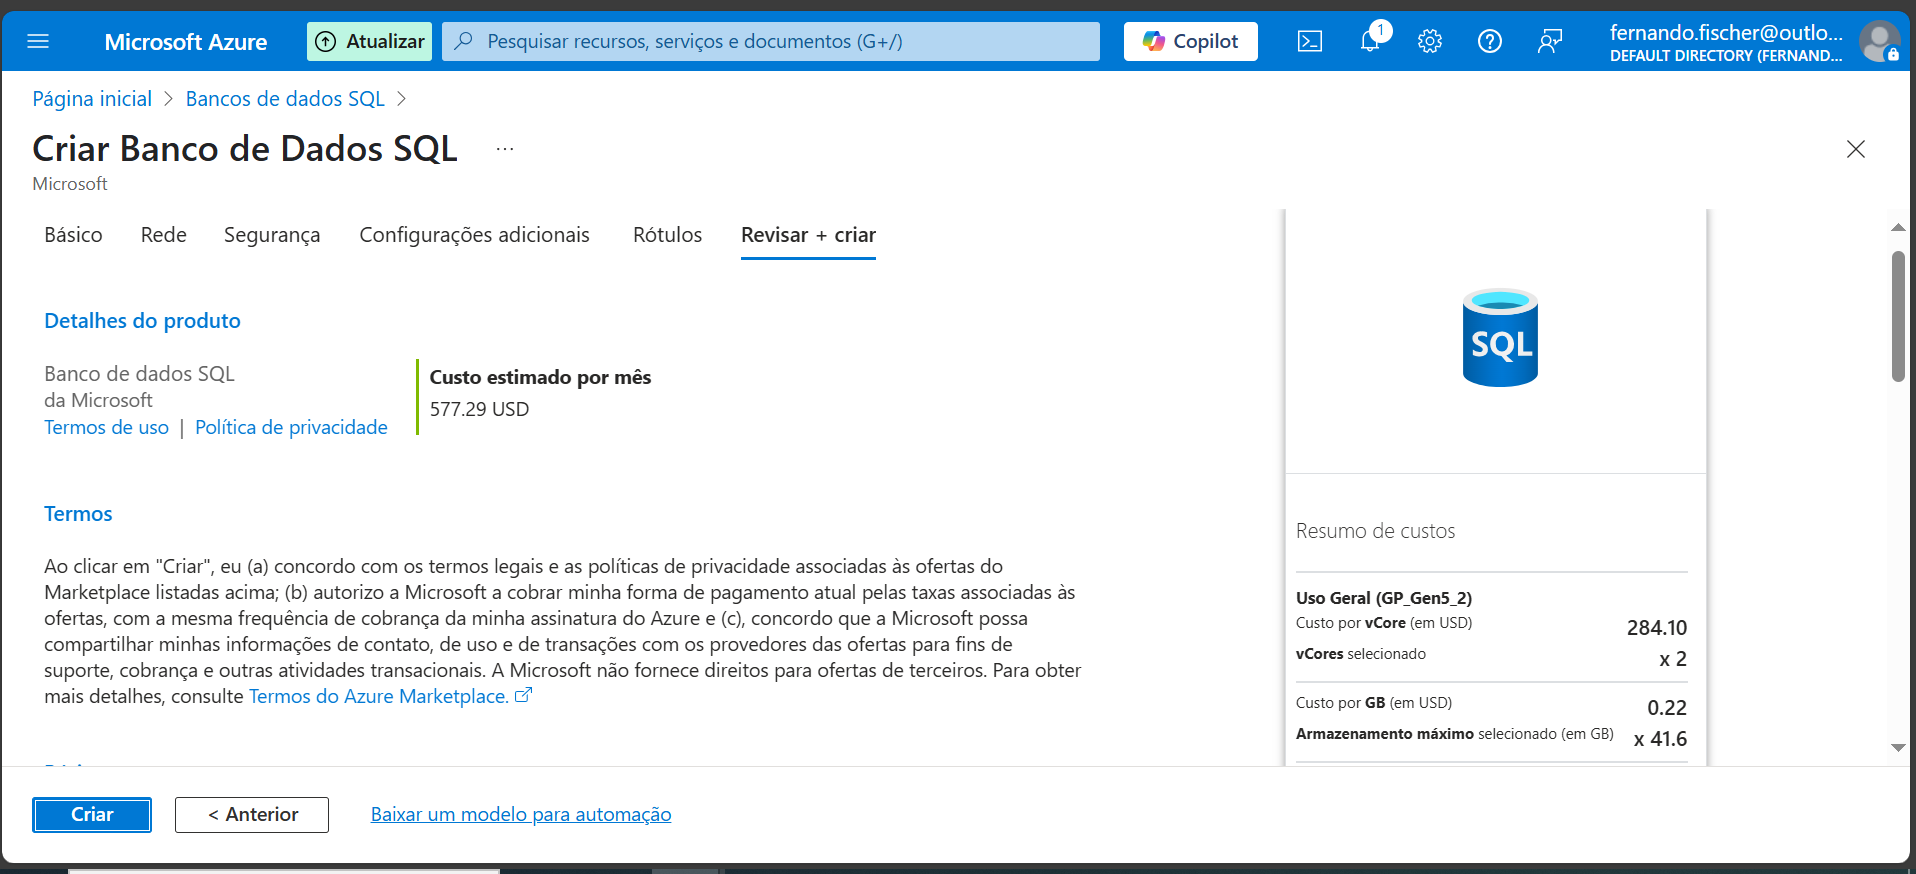 Microsoft Azure
Atualizar
Pesquisar recursos, serviços e documentos (G+/)
Copilot
1
fernando.fischer@outlo...
DEFAULT DIRECTORY (FERNAND...
Página inicial > Bancos de dados SQL >
Criar Banco de Dados SQL ...
Microsoft
Básico
Rede
Segurança
Configurações adicionais
Rótulos
Revisar + criar
Detalhes do produto
Banco de dados SQL
da Microsoft
Termos de uso | Política de privacidade
Custo estimado por mês
577.29 USD
Termos
Ao clicar em "Criar", eu (a) concordo com os termos legais e as políticas de privacidade associadas às ofertas do
Marketplace listadas acima; (b) autorizo a Microsoft a cobrar minha forma de pagamento atual pelas taxas associadas às
ofertas, com a mesma frequência de cobrança da minha assinatura do Azure e (c), concordo que a Microsoft possa
compartilhar minhas informações de contato, de uso e de transações com os provedores das ofertas para fins de
suporte, cobrança e outras atividades transacionais. A Microsoft não fornece direitos para ofertas de terceiros. Para obter
mais detalhes, consulte Termos do Azure Marketplace.
SQL
Resumo de custos
Uso Geral (GP_Gen5_2)
Custo por vCore (em USD) 284.10
vCores selecionado x 2
Custo por GB (em USD) 0.22
Armazenamento máximo selecionado (em GB) x 41.6
Criar
< Anterior
Baixar um modelo para automação